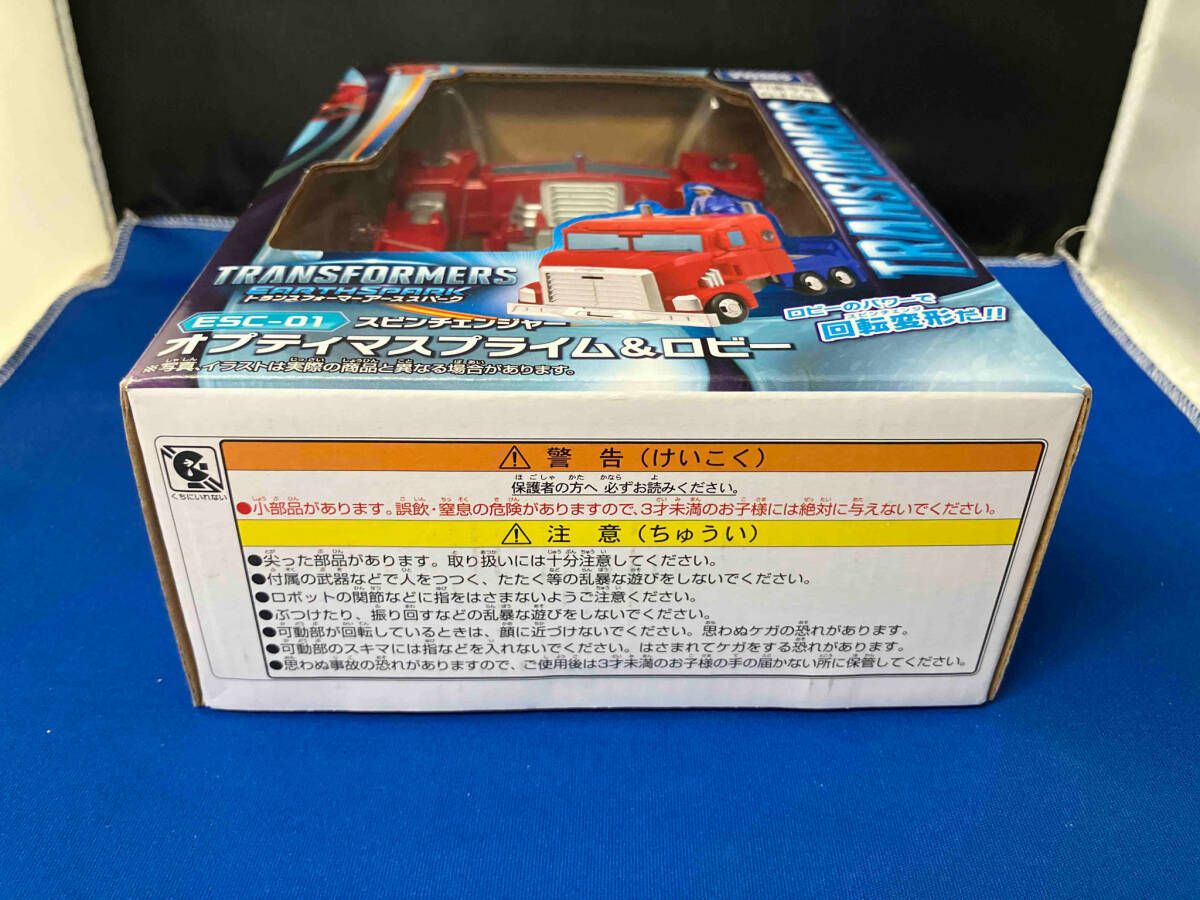 TRANSFORMERS
TRANSFORMERS
EARTHSPARK
トランスフォーマー アーススパーク
ロビーのパワーで
回転変形だ!!
ESC-01 スピンチェンジャー
オプティマスプライム&ロビー
※写真、イラストは実際の商品と異なる場合があります。
くちにいれない
⚠ 警告(けいこく)
保護者の方へ 必ずお読みください。
●小部品があります。誤飲・窒息の危険がありますので、3才未満のお子様には絶対に与えないでください。
⚠ 注意(ちゅうい)
●尖った部品があります。取り扱いには十分注意してください。
●付属の武器などで人をつつく、たたく等の乱暴な遊びをしないでください。
●ロボットの関節などに指をはさまないようご注意ください。
●ぶつけたり、振り回すなどの乱暴な遊びをしないでください。
●可動部が回転しているときは、顔に近づけないでください。思わぬケガの恐れがあります。
●可動部のスキマには指などを入れないでください。はさまれてケガをする恐れがあります。
●思わぬ事故の恐れがありますので、ご使用後は3才未満のお子様の手の届かない所に保管してください。